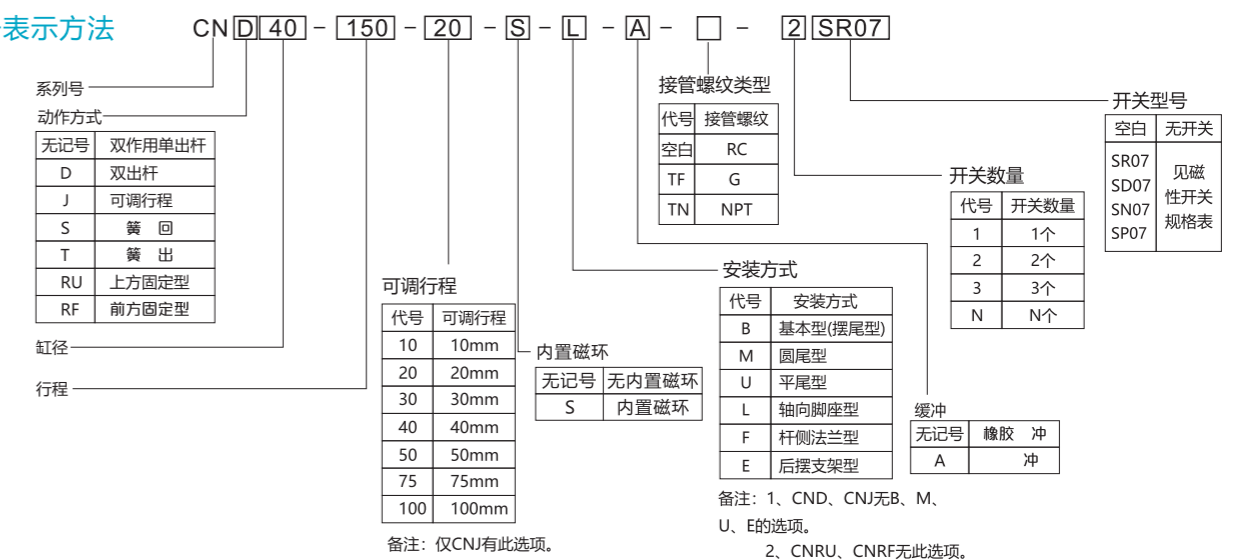 表示方法
CN D 40 - 150 - 20 - S - L - A - □ - 2 SR07
系列号
动作方式
无记号 双作用单出杆
D 双出杆
J 可调行程
S 簧 回
T 簧 出
RU 上方固定型
RF 前方固定型
缸径
行程
可调行程
代号 可调行程
10 10mm
20 20mm
30 30mm
40 40mm
50 50mm
75 75mm
100 100mm
备注：仅CNJ有此选项。
内置磁环
无记号 无内置磁环
S 内置磁环
接管螺纹类型
代号 接管螺纹
空白 RC
TF G
TN NPT
安装方式
代号 安装方式
B 基本型(摆尾型)
M 圆尾型
U 平尾型
L 轴向脚座型
F 杆侧法兰型
E 后摆支架型
备注：1、CND、CNJ无B、M、
U、E的选项。
2、CNRU、CNRF无此选项。
缓冲
无记号 橡胶 冲
A 冲
开关数量
代号 开关数量
1 1个
2 2个
3 3个
N N个
开关型号
空白 无开关
SR07
SD07
SN07
SP07
见磁
性开关
规格表